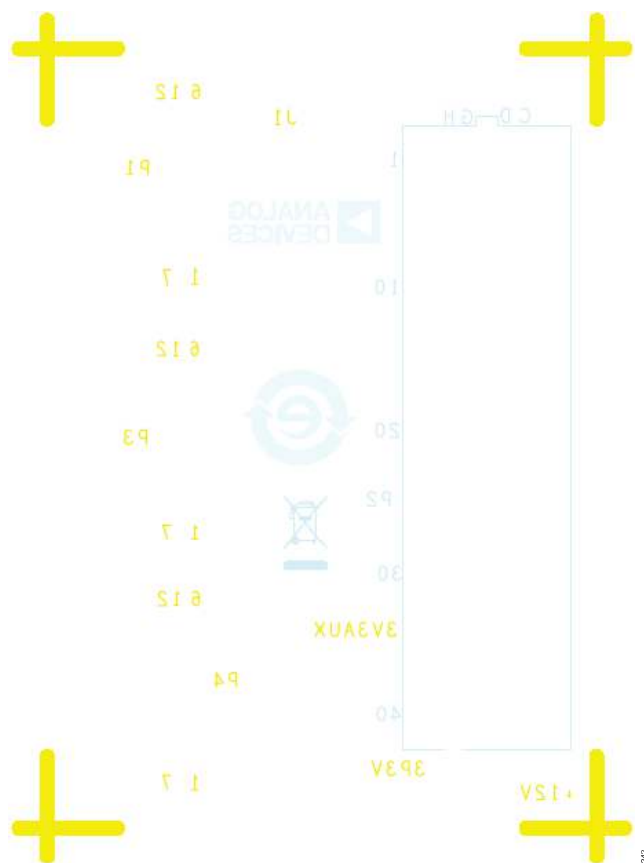 6 12
J1
C D G H
1
P1
ANALOG
DEVICES
1 7
10
6 12
e
20
P3
P2
1 7
30
6 12
3V3AUX
P4
40
3P3V
1 7
+12V